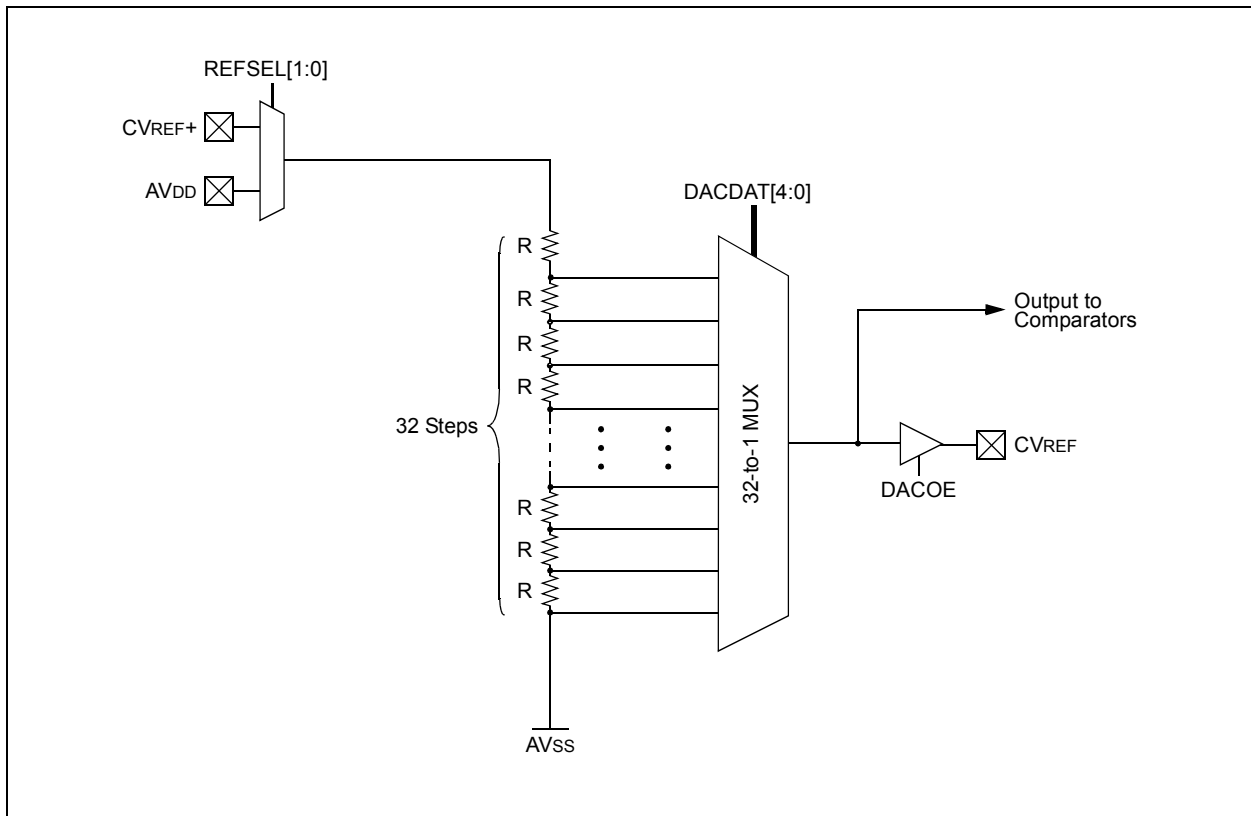 REFSEL[1:0]
CVREF+
AVDD
DACDAT[4:0]
R
R
R
R
32 Steps
R
R
R
32-to-1 MUX
Output to
Comparators
CVREF
DACOE
AVSS